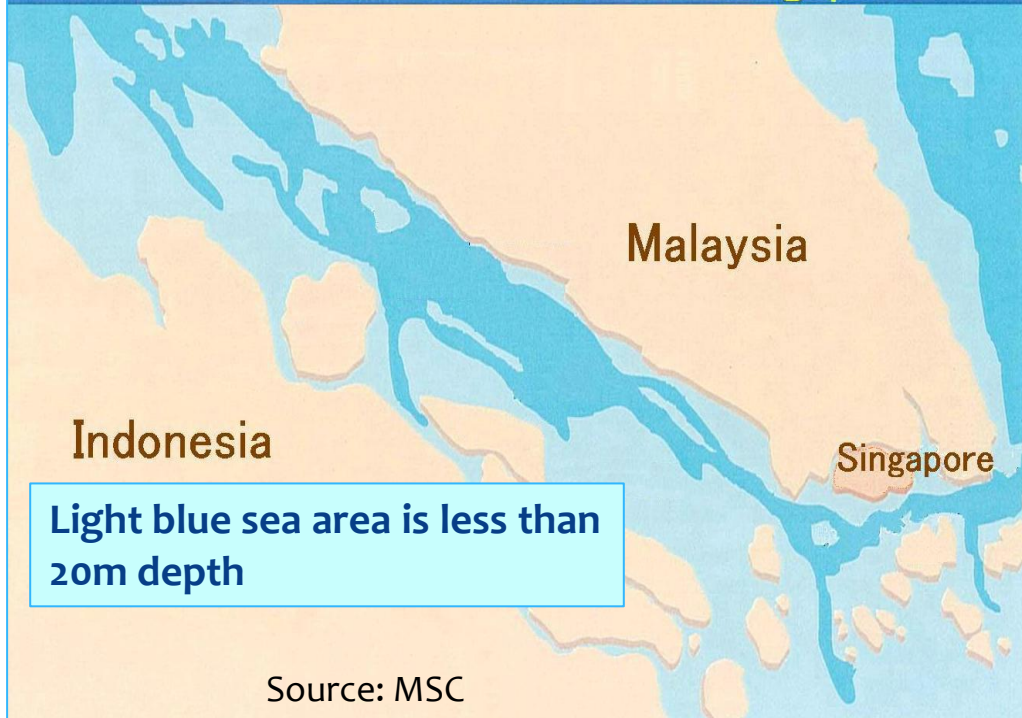 Malaysia
Singapore
Indonesia
Light blue sea area is less than
20m depth
Source: MSC